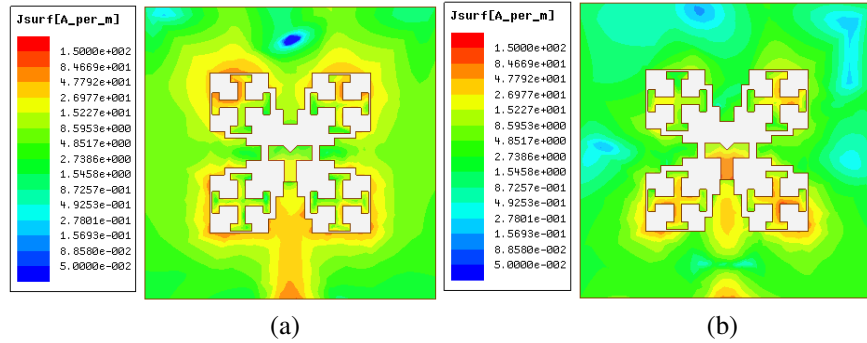 Jsurf[A_per_m]
1.5000e+002
8.4669e+001
4.7792e+001
2.6977e+001
1.5227e+001
8.5953e+000
4.8517e+000
2.7386e+000
1.5458e+000
8.7257e-001
4.9253e-001
2.7801e-001
1.5693e-001
8.8580e-002
5.0000e-002
(a)
Jsurf[A_per_m]
1.5000e+002
8.4669e+001
4.7792e+001
2.6977e+001
1.5227e+001
8.5953e+000
4.8517e+000
2.7386e+000
1.5458e+000
8.7257e-001
4.9253e-001
2.7801e-001
1.5693e-001
8.8580e-002
5.0000e-002
(b)